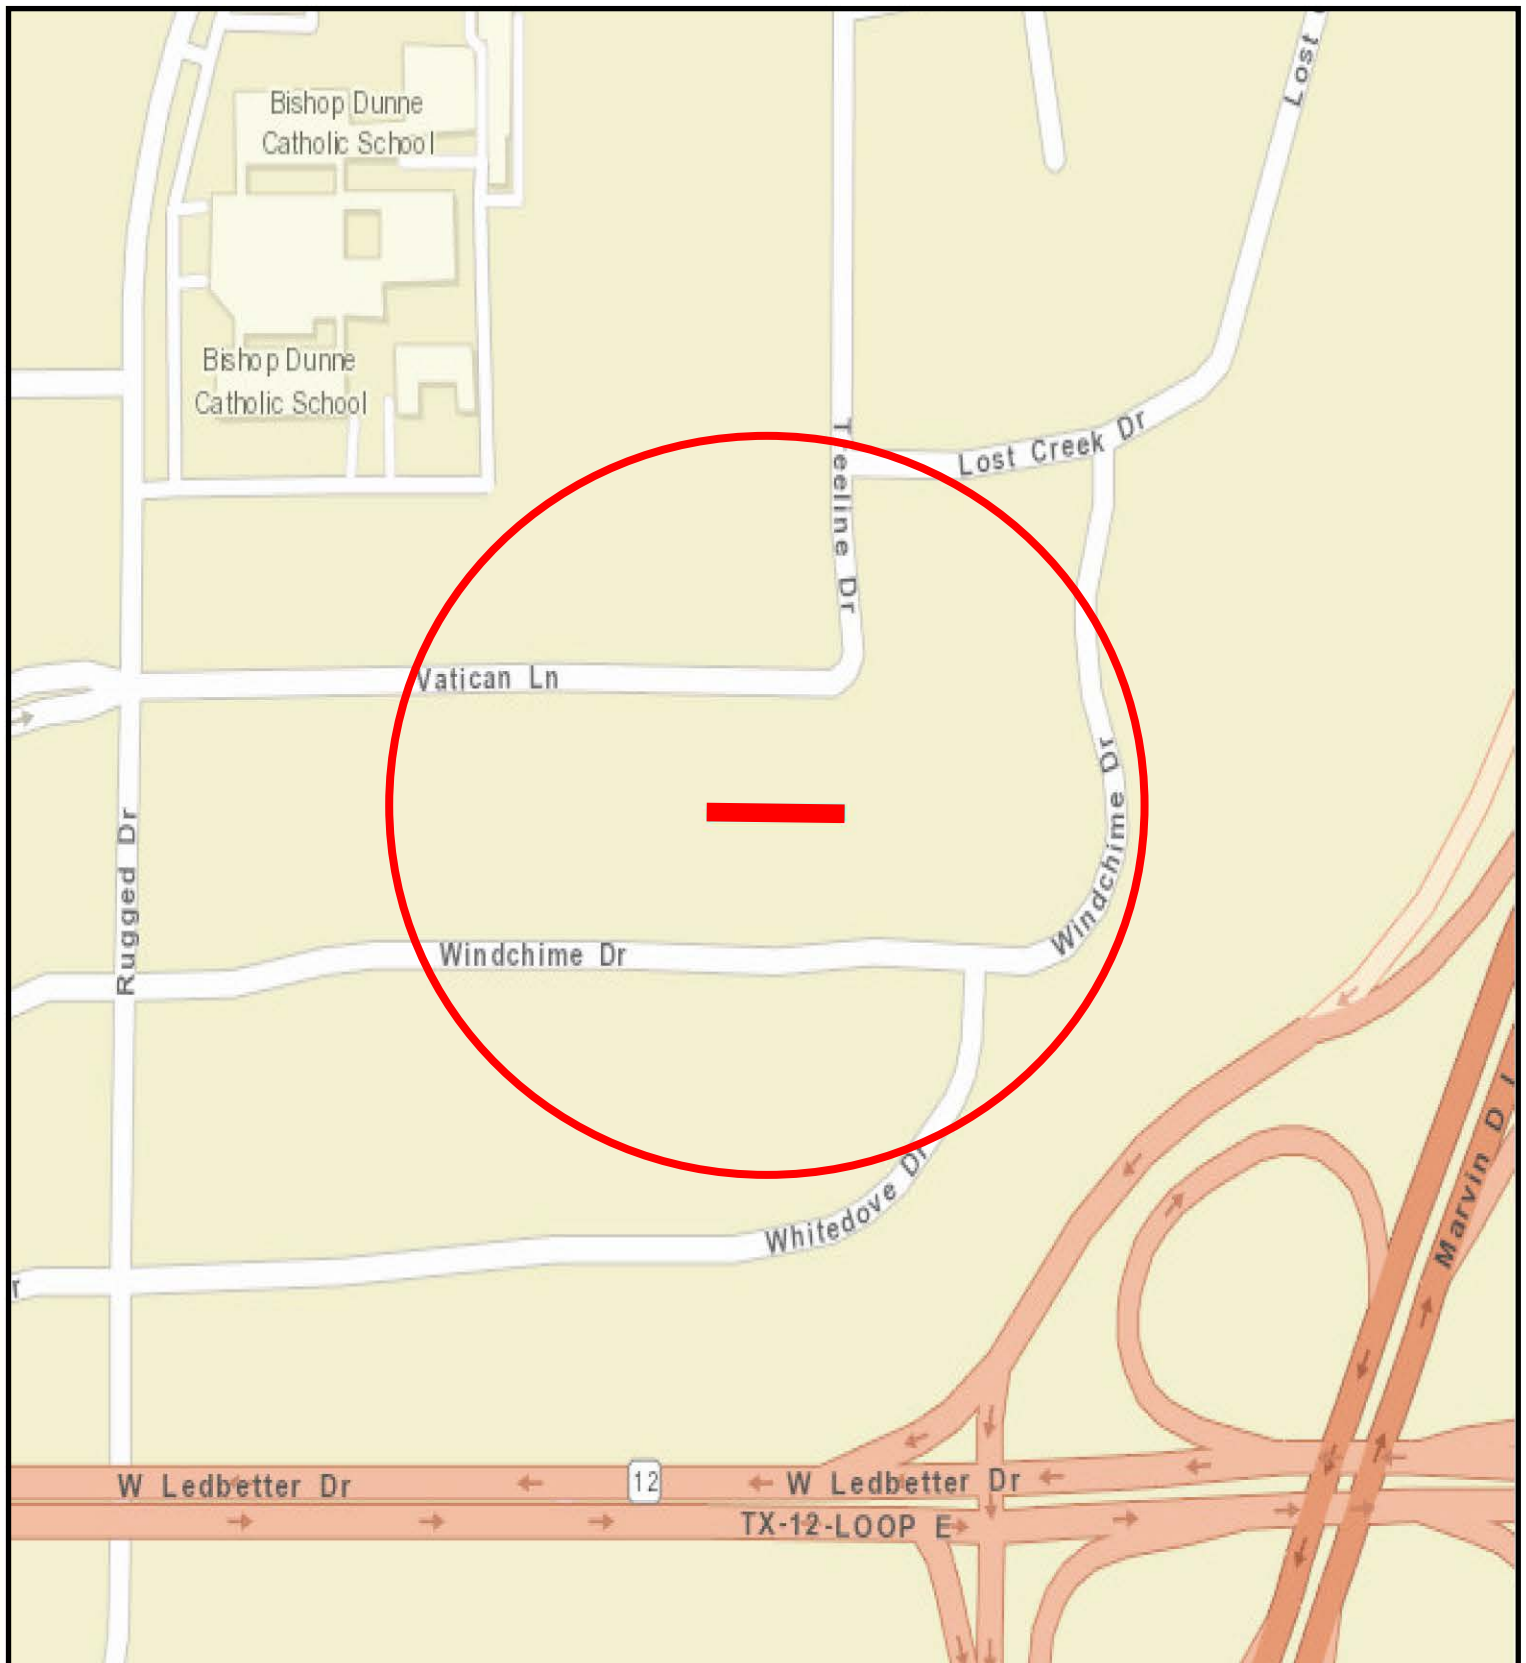 Lost
Bishop Dunne
Catholic School
Bishop Dunne
Catholic School
Lost Creek Dr
Treeline Dr
Vatican Ln
Windchime Dr
Rugged Dr
Windchime Dr
Whitedove Dr
Marvin D
r
W Ledbetter Dr
12
W Ledbetter Dr
TX-12-LOOP E